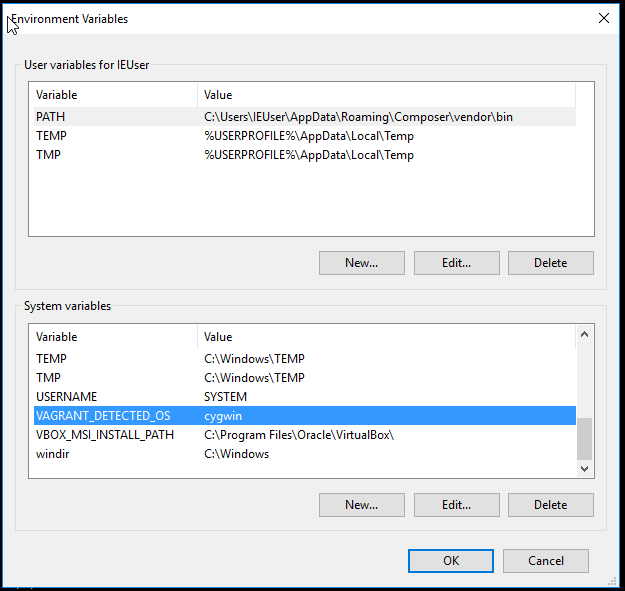 Environment Variables
User variables for IEUser
Variable Value
PATH C:\Users\IEUser\AppData\Roaming\Composer\vendor\bin
TEMP %USERPROFILE%\AppData\Local\Temp
TMP %USERPROFILE%\AppData\Local\Temp
New... Edit... Delete
System variables
Variable Value
TEMP C:\Windows\TEMP
TMP C:\Windows\TEMP
USERNAME SYSTEM
VAGRANT_DETECTED_OS cygwin
VBOX_MSI_INSTALL_PATH C:\Program Files\Oracle\VirtualBox\
windir C:\Windows
New... Edit... Delete
OK Cancel